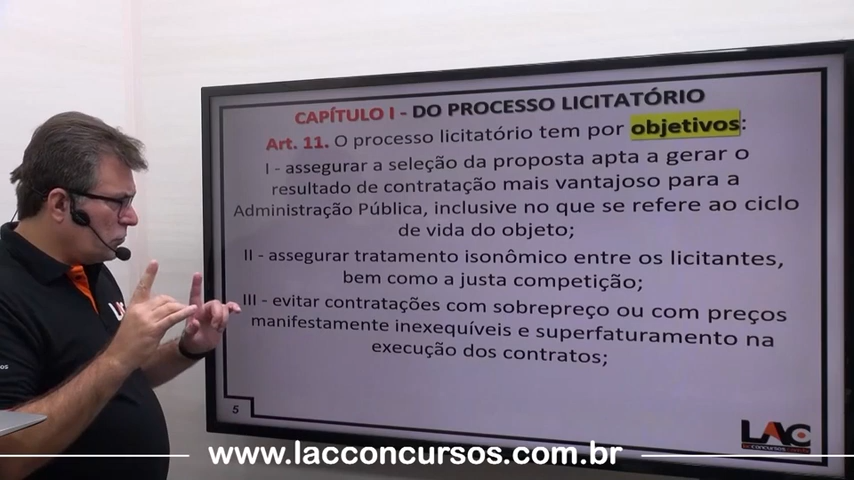 CAPÍTULO I - DO PROCESSO LICITATÓRIO
Art. 11. O processo licitatório tem por objetivos:
I - assegurar a seleção da proposta apta a gerar o
resultado de contratação mais vantajoso para a
Administração Pública, inclusive no que se refere ao ciclo
de vida do objeto;
II - assegurar tratamento isonômico entre os licitantes,
bem como a justa competição;
III - evitar contratações com sobrepreço ou com preços
manifestamente inexequíveis e superfaturamento na
execução dos contratos;
5
LAC
www.lacconcursos.com.br